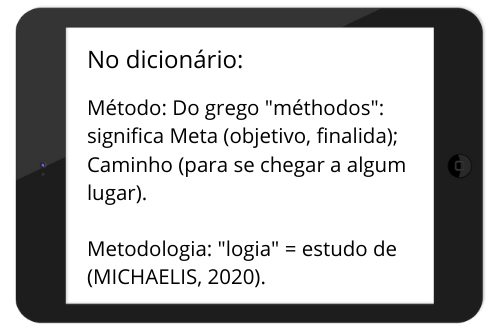 No dicionário:
Método: Do grego "méthodos":
significa Meta (objetivo, finalida);
Caminho (para se chegar a algum
lugar).
Metodologia: "logia" = estudo de
(MICHAELIS, 2020).